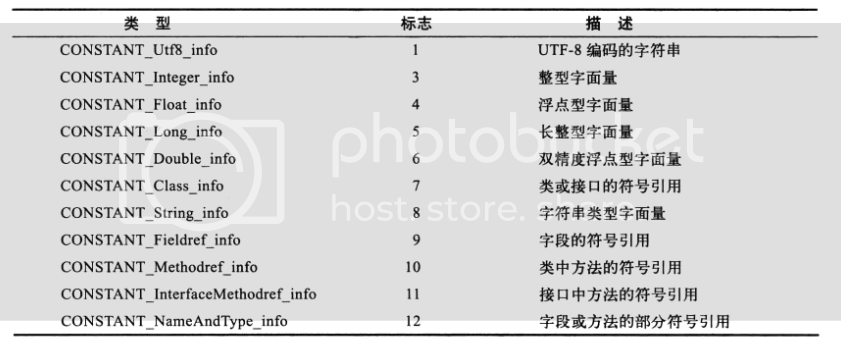 类 型 标志 描 述
CONSTANT_Utf8_info 1 UTF-8 编码的字符串
CONSTANT_Integer_info 3 整型字面量
CONSTANT_Float_info 4 浮点型字面量
CONSTANT_Long_info 5 长整型字面量
CONSTANT_Double_info 6 双精度浮点型字面量
CONSTANT_Class_info 7 类或接口的符号引用
CONSTANT_String_info 8 字符串类型字面量
CONSTANT_Fieldref_info 9 字段的符号引用
CONSTANT_Methodref_info 10 类中方法的符号引用
CONSTANT_InterfaceMethodref_info 11 接口中方法的符号引用
CONSTANT_NameAndType_info 12 字段或方法的部分符号引用
photobucket
host. store. share.